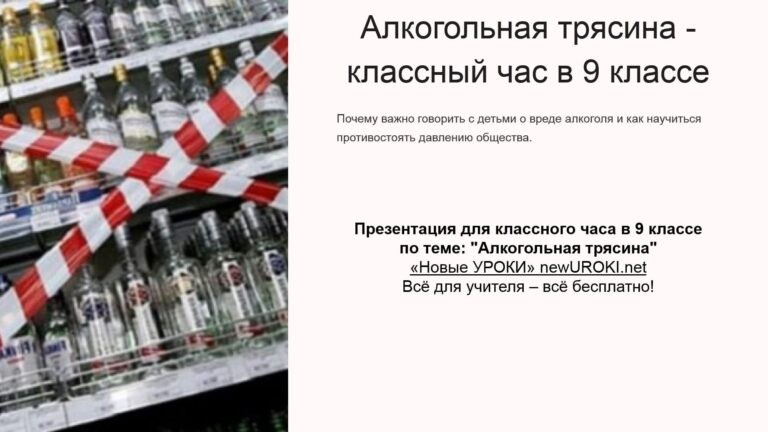 Алкогольная трясина -
классный час в 9 классе
Почему важно говорить с детьми о вреде алкоголя и как научиться
противостоять давлению общества.
Презентация для классного часа в 9 классе
по теме: "Алкогольная трясина"
«Новые УРОКИ» newUROKI.net
Всё для учителя – всё бесплатно!